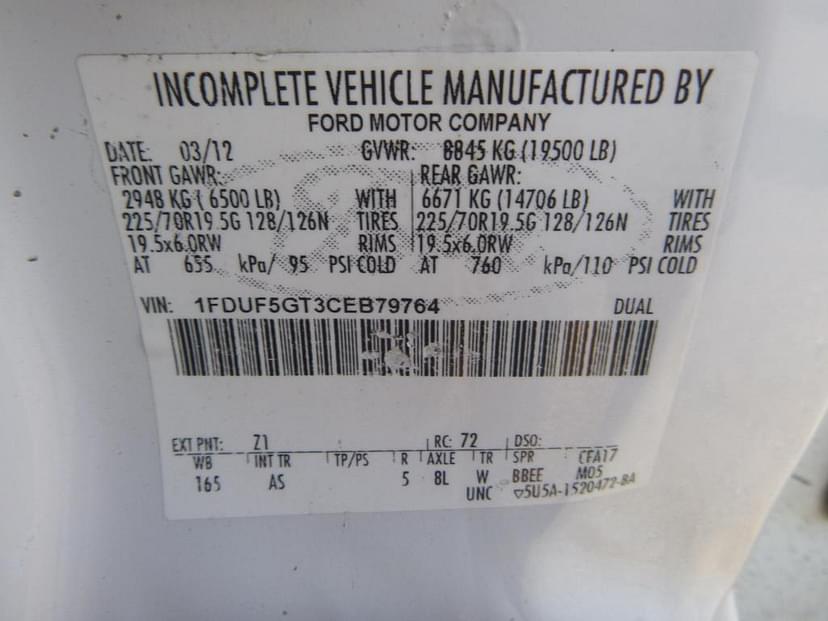 INCOMPLETE VEHICLE MANUFACTURED BY
FORD MOTOR COMPANY
DATE: 03/12 GVWR: 8845 KG (19500 LB)
FRONT GAWR: REAR GAWR:
2948 KG ( 6500 LB) WITH 6671 KG (14706 LB) WITH
225/70R19.5G 128/126N TIRES 225/70R19.5G 128/126N TIRES
19.5x6.0RW RIMS 19.5x6.0RW RIMS
AT 655 kPa/ 95 PSI COLD AT 760 kPa/110 PSI COLD
VIN: 1FDUF5GT3CEB79764 DUAL
EXT PNT: Z1 RC: 72 DSO:
WB INT TR TP/PS R AXLE TR SPR CFA17
165 AS 5 8L W BBEE M05
UNC ▽5U5A-1520472-BA